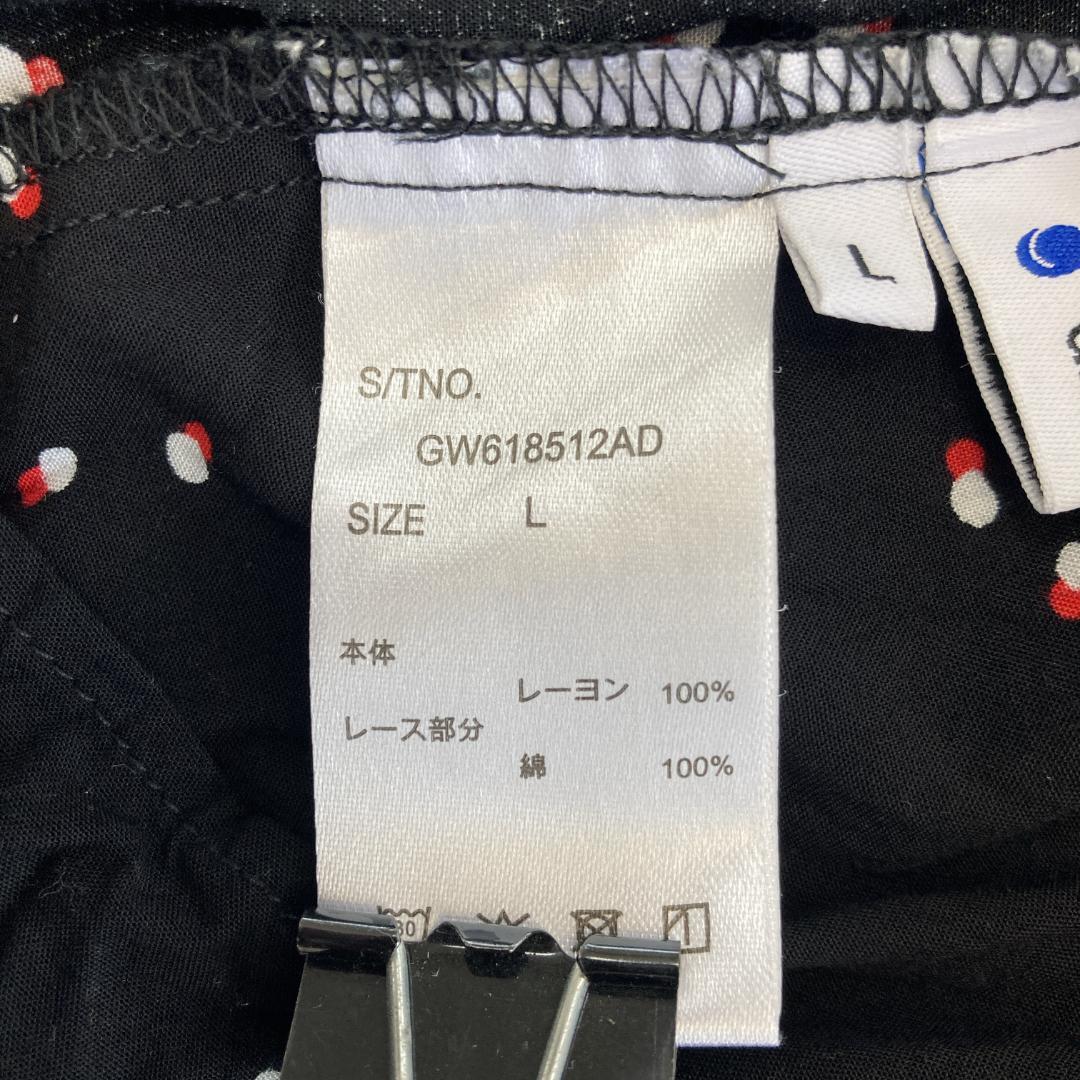 L
S/TNO.
GW618512AD
SIZE L
本体
レーヨン 100%
レース部分
綿 100%